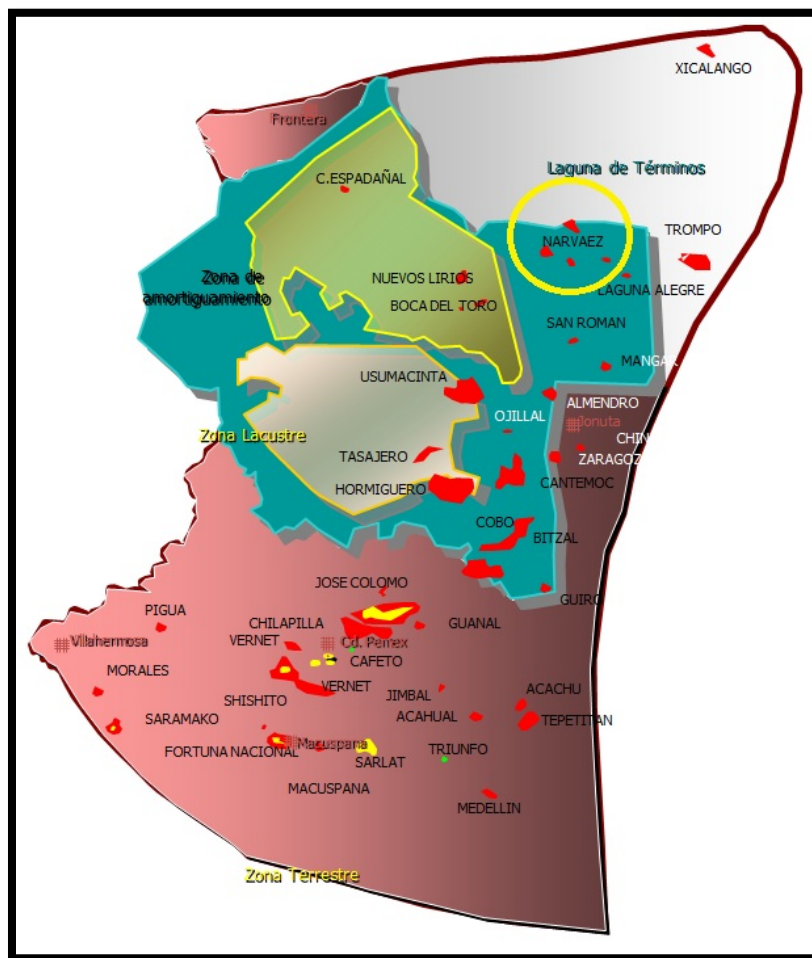 XICALANGO
Frontera
Laguna de Términos
C.ESPADAÑAL
TROMPO
NARVAEZ
Zona de
amortiguamiento
NUEVOS LIRIOS
LAGUNA ALEGRE
BOCA DEL TORO
SAN ROMAN
MANGAR
USUMACINTA
ALMENDRO
OJILLAL
Jonuta
Zona Lacustre
CHIN
TASAJERO
ZARAGOZ
HORMIGUERO
CANTEMOC
COBO
BITZAL
JOSE COLOMO
GUIRO
PIGUA
CHILAPILLA
GUANAL
Villahermosa
VERNET
Cd. Pemex
CAFETO
MORALES
VERNET
SHISHITO
JIMBAL
ACACHU
SARAMAKO
ACAHUAL
TEPETITAN
FORTUNA NACIONAL
Macuspana
TRIUNFO
SARLAT
MACUSPANA
MEDELLIN
Zona Terrestre